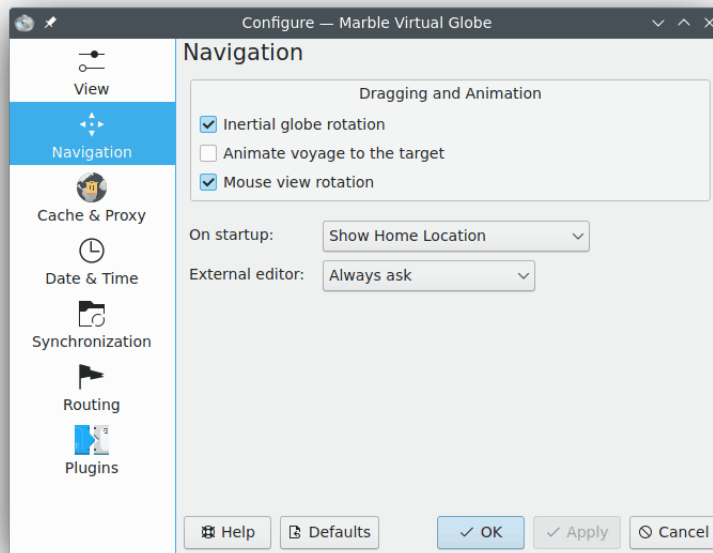 Configure — Marble Virtual Globe
View
Navigation
Cache & Proxy
Date & Time
Synchronization
Routing
Plugins
Navigation
Dragging and Animation
Inertial globe rotation
Animate voyage to the target
Mouse view rotation
On startup: Show Home Location
External editor: Always ask
Help Defaults OK Apply Cancel